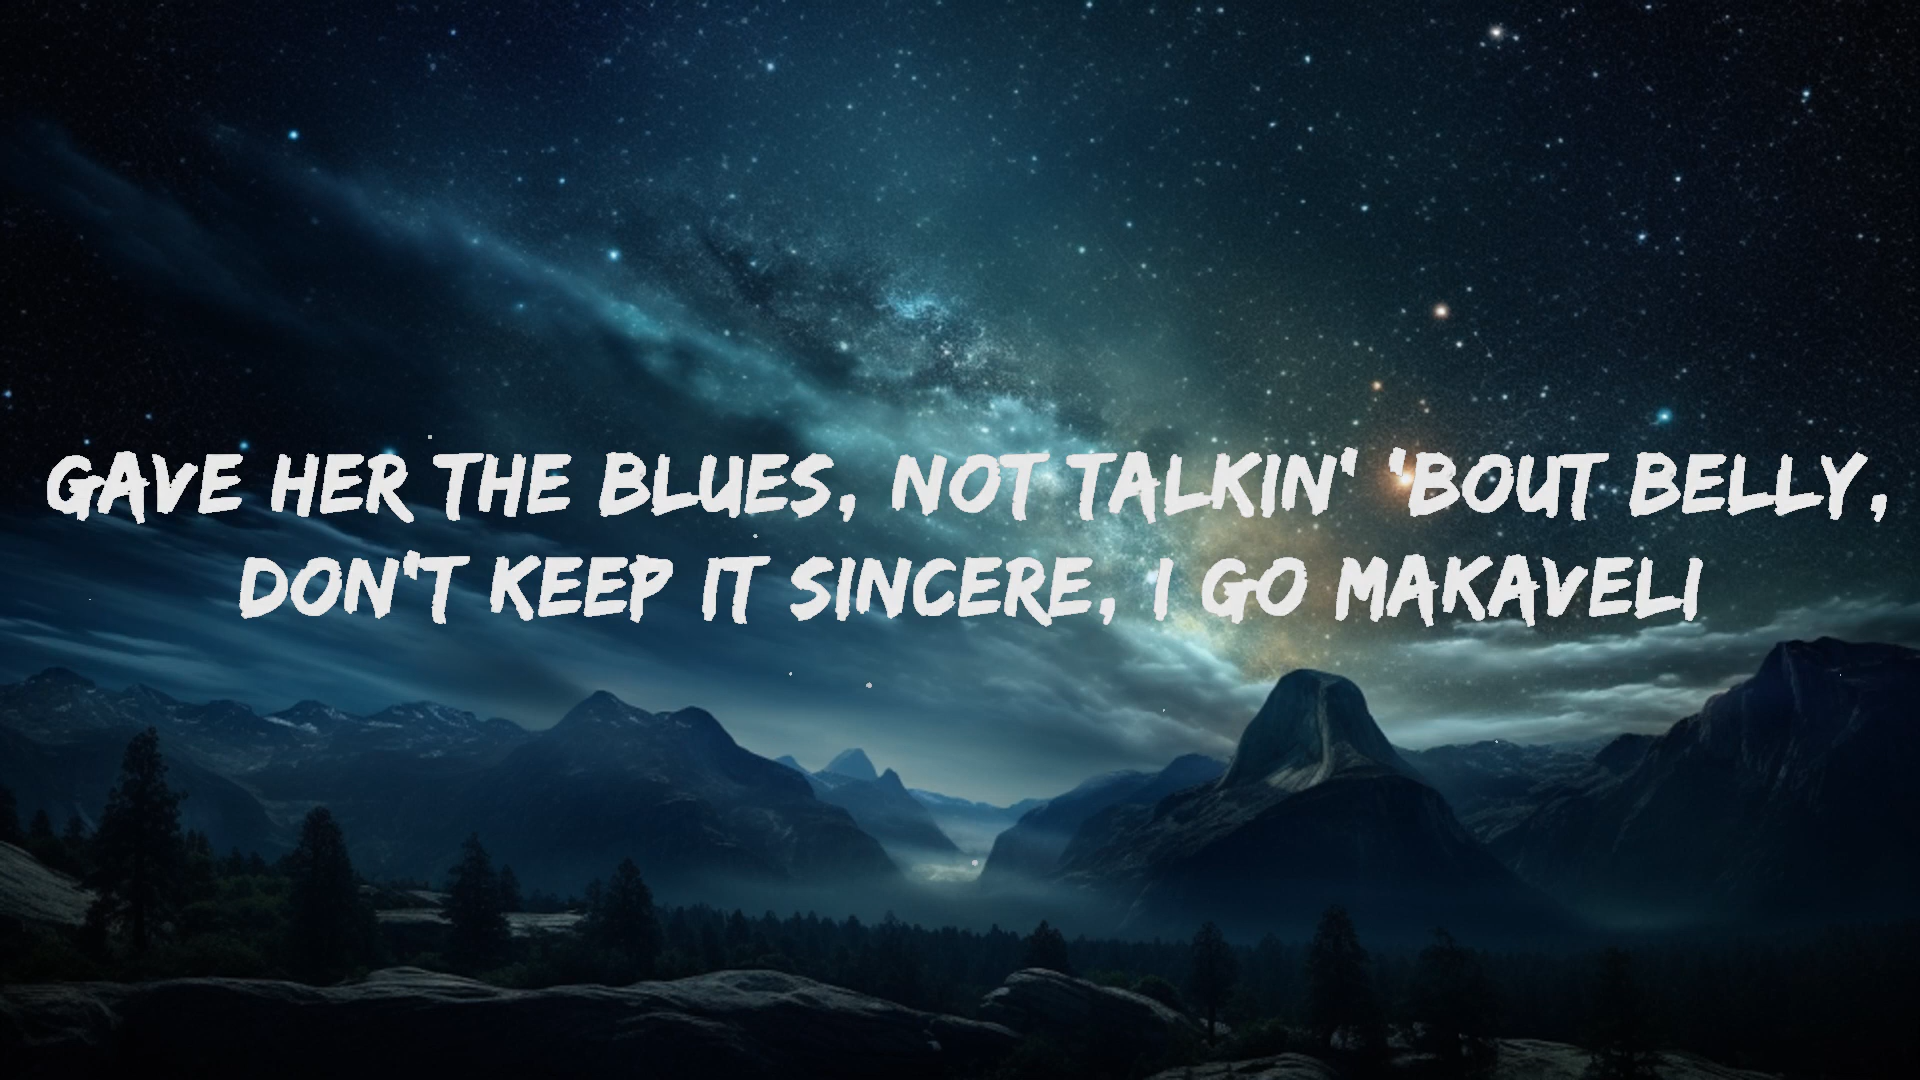 GAVE HER THE BLUES, NOT TALKIN' 'BOUT BELLY,
DON'T KEEP IT SINCERE, I GO MAKAVELI